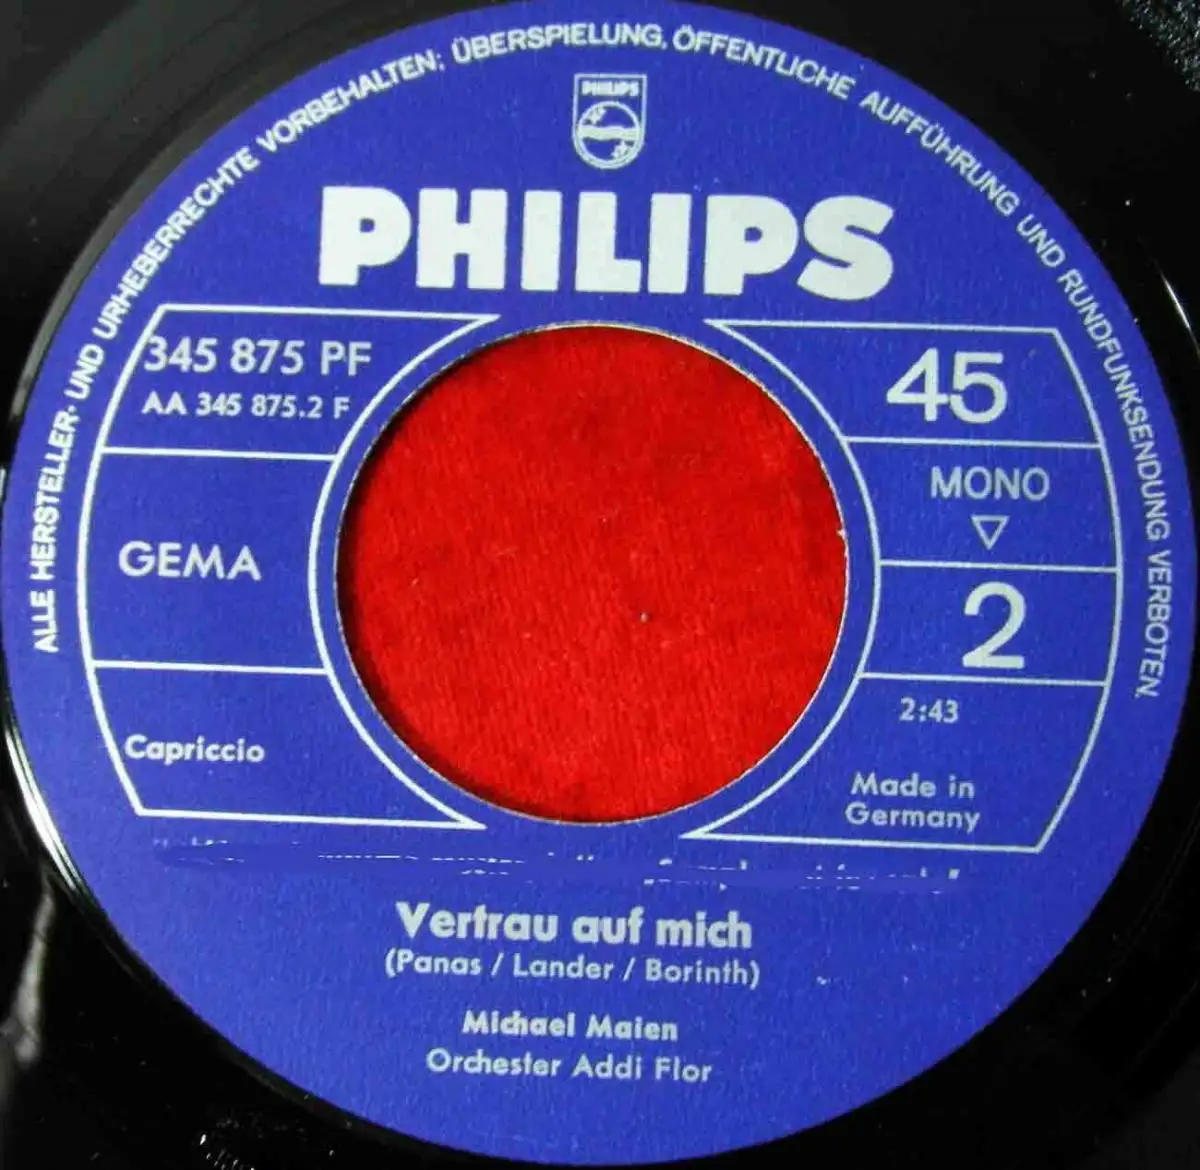 ALLE HERSTELLER- UND URHEBERRECHTE VORBEHALTEN; ÜBERSPIELUNG, ÖFFENTLICHE AUFFÜHRUNG UND RUNDFUNKSENDUNG VERBOTEN.
PHILIPS
PHILIPS
345 875 PF
AA 345 875.2 F
45
MONO
GEMA
2
2:43
Capriccio
Made in
Germany
Vertrau auf mich
(Panas / Lander / Borinth)
Michael Maien
Orchester Addi Flor